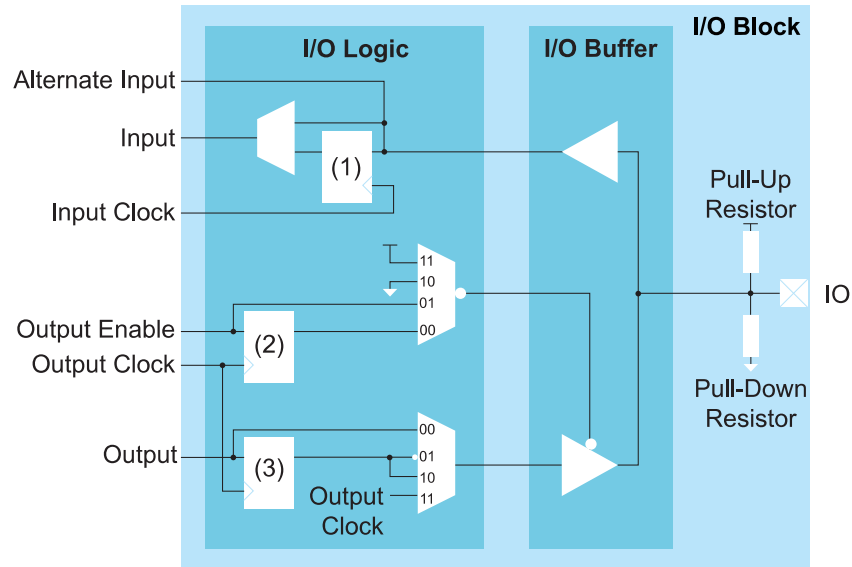 I/O Block
I/O Logic
I/O Buffer
Alternate Input
Input
(1)
Input Clock
Pull-Up
Resistor
11
10
01
00
IO
Output Enable
(2)
Output Clock
Pull-Down
Resistor
Output
(3)
00
01
10
11
Output
Clock